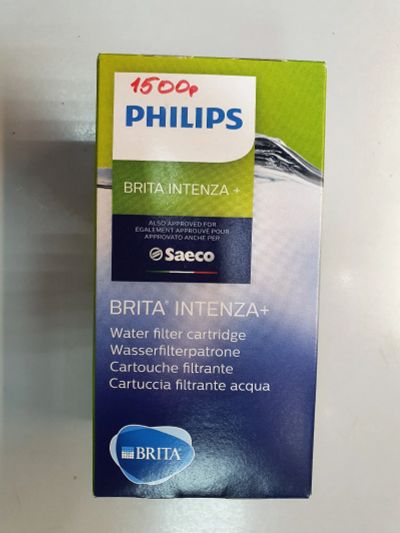 1500р
PHILIPS
BRITA INTENZA +
ALSO APPROVED FOR
ÉGALEMENT APPROUVÉ POUR
APPROVATO ANCHE PER
Saeco
BRITA® INTENZA+
Water filter cartridge
Wasserfilterpatrone
Cartouche filtrante
Cartuccia filtrante acqua
BRITA®